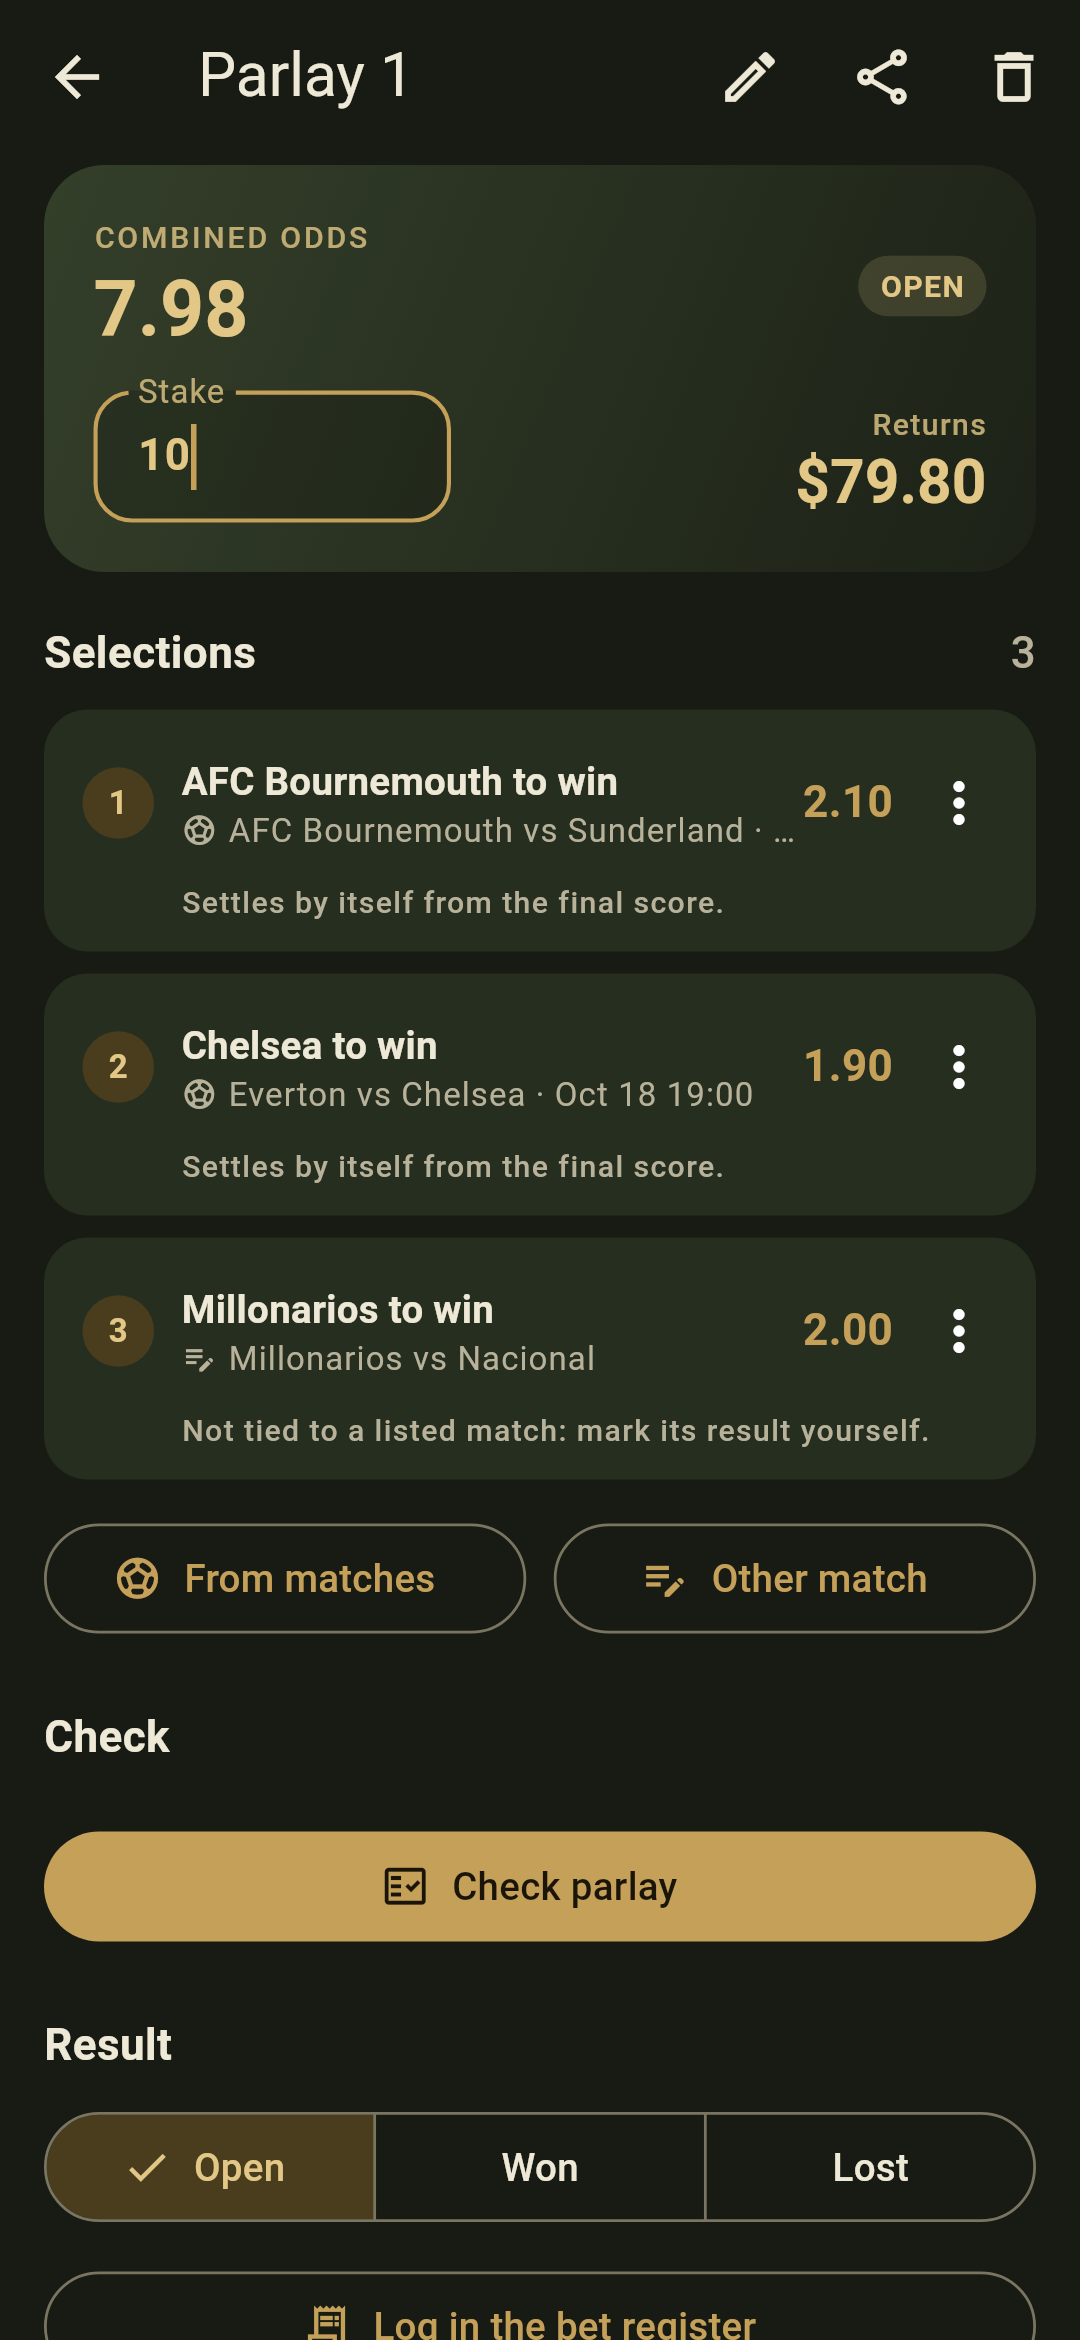 Parlay 1
COMBINED ODDS
7.98
OPEN
Stake
10
Returns
$79.80
Selections
3
1
AFC Bournemouth to win
AFC Bournemouth vs Sunderland · …
2.10
Settles by itself from the final score.
2
Chelsea to win
Everton vs Chelsea · Oct 18 19:00
1.90
Settles by itself from the final score.
3
Millonarios to win
Millonarios vs Nacional
2.00
Not tied to a listed match: mark its result yourself.
From matches
Other match
Check
Check parlay
Result
Open
Won
Lost
Log in the bet register